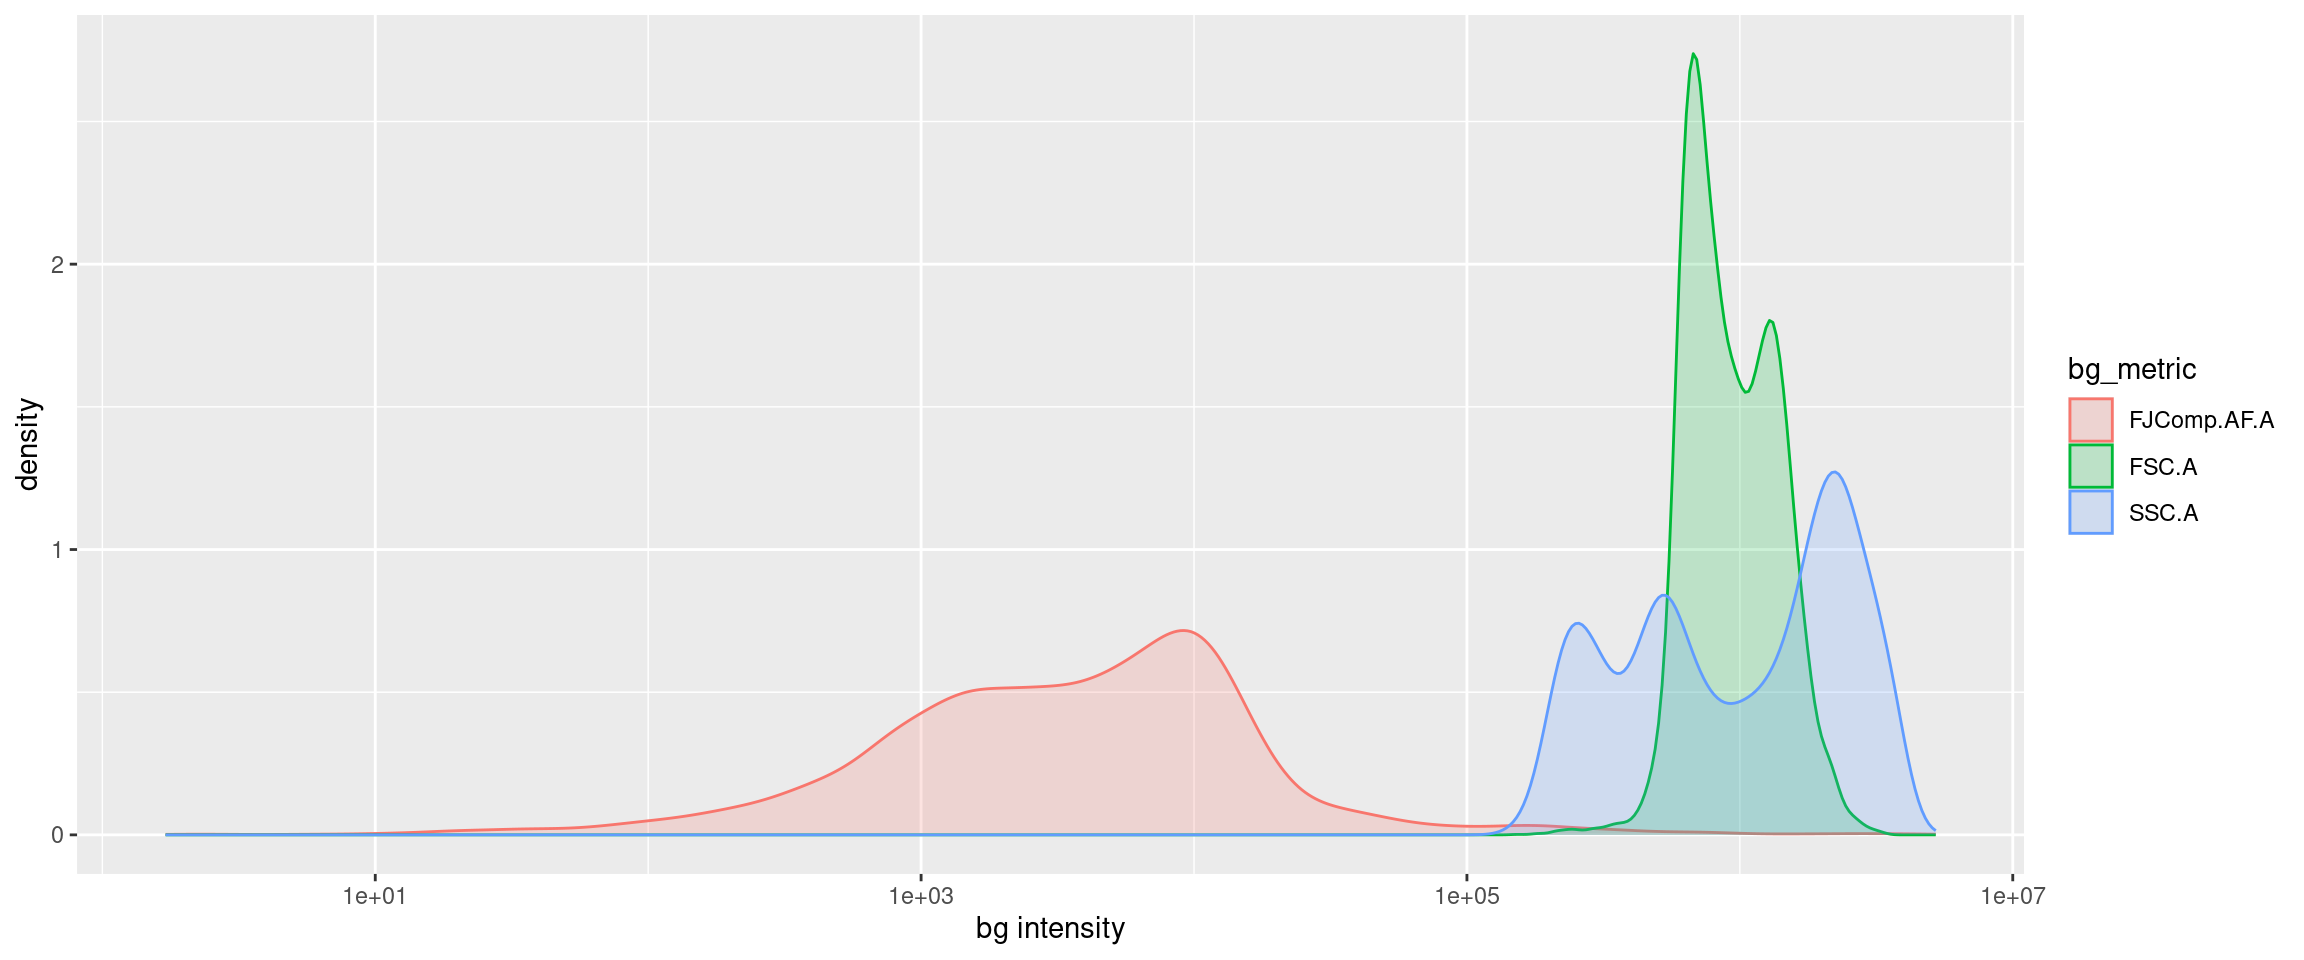 density
2
1
0
1e+01
1e+03
1e+05
1e+07
bg intensity
bg_metric
FJComp.AF.A
FSC.A
SSC.A